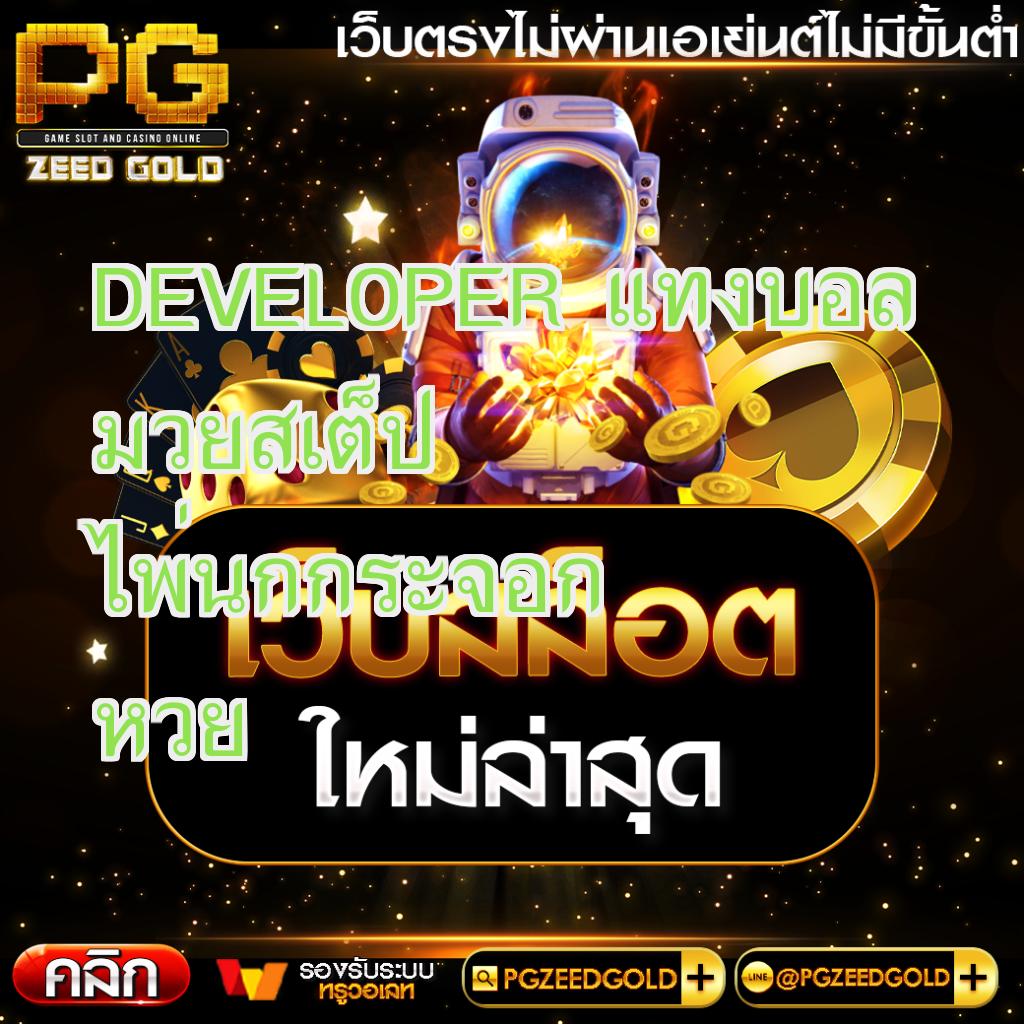 เว็บตรงไม่ผ่านเอเย่นต์ไม่มีขั้นต่ำ
PG
GAME SLOT AND CASINO ONLINE
ZEED GOLD
DEVELOPER แทงบอล
มวยสเต็ป
ไพ่นกกระจอก
เว็บสล็อต
หวย
ใหม่ล่าสุด
คลิก
รองรับระบบ
ทรูวอเลท
PGZEEDGOLD
LINE @PGZEEDGOLD